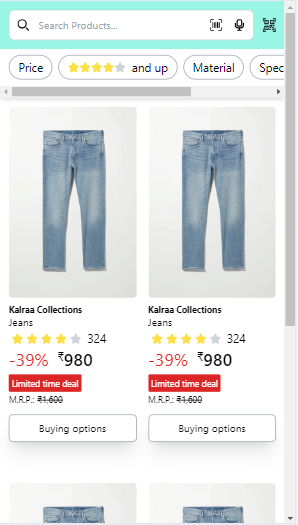 Search Products...
Price
and up
Material
Spec
Kalraa Collections
Jeans
324
-39% ₹980
Limited time deal
M.R.P.: ₹1,600
Buying options
Kalraa Collections
Jeans
324
-39% ₹980
Limited time deal
M.R.P.: ₹1,600
Buying options